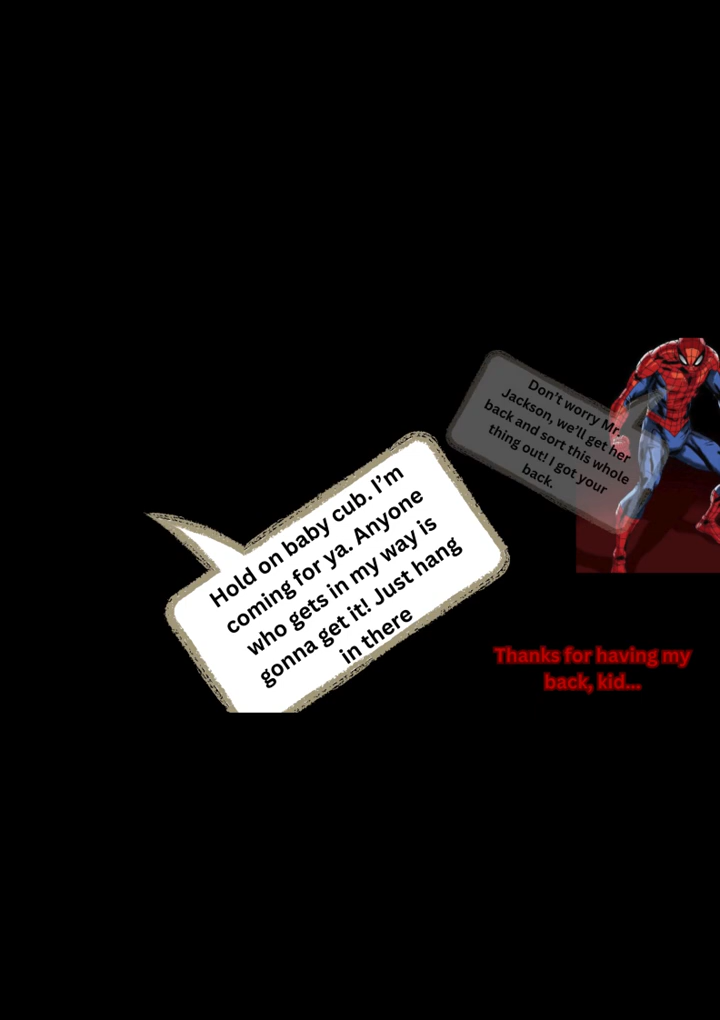 Don't worry Mr.
Jackson, we'll get her
back and sort this whole
thing out! I got your
back.
Hold on baby cub. I'm
coming for ya. Anyone
who gets in my way is
gonna get it! Just hang
in there
Thanks for having my
back, kid...